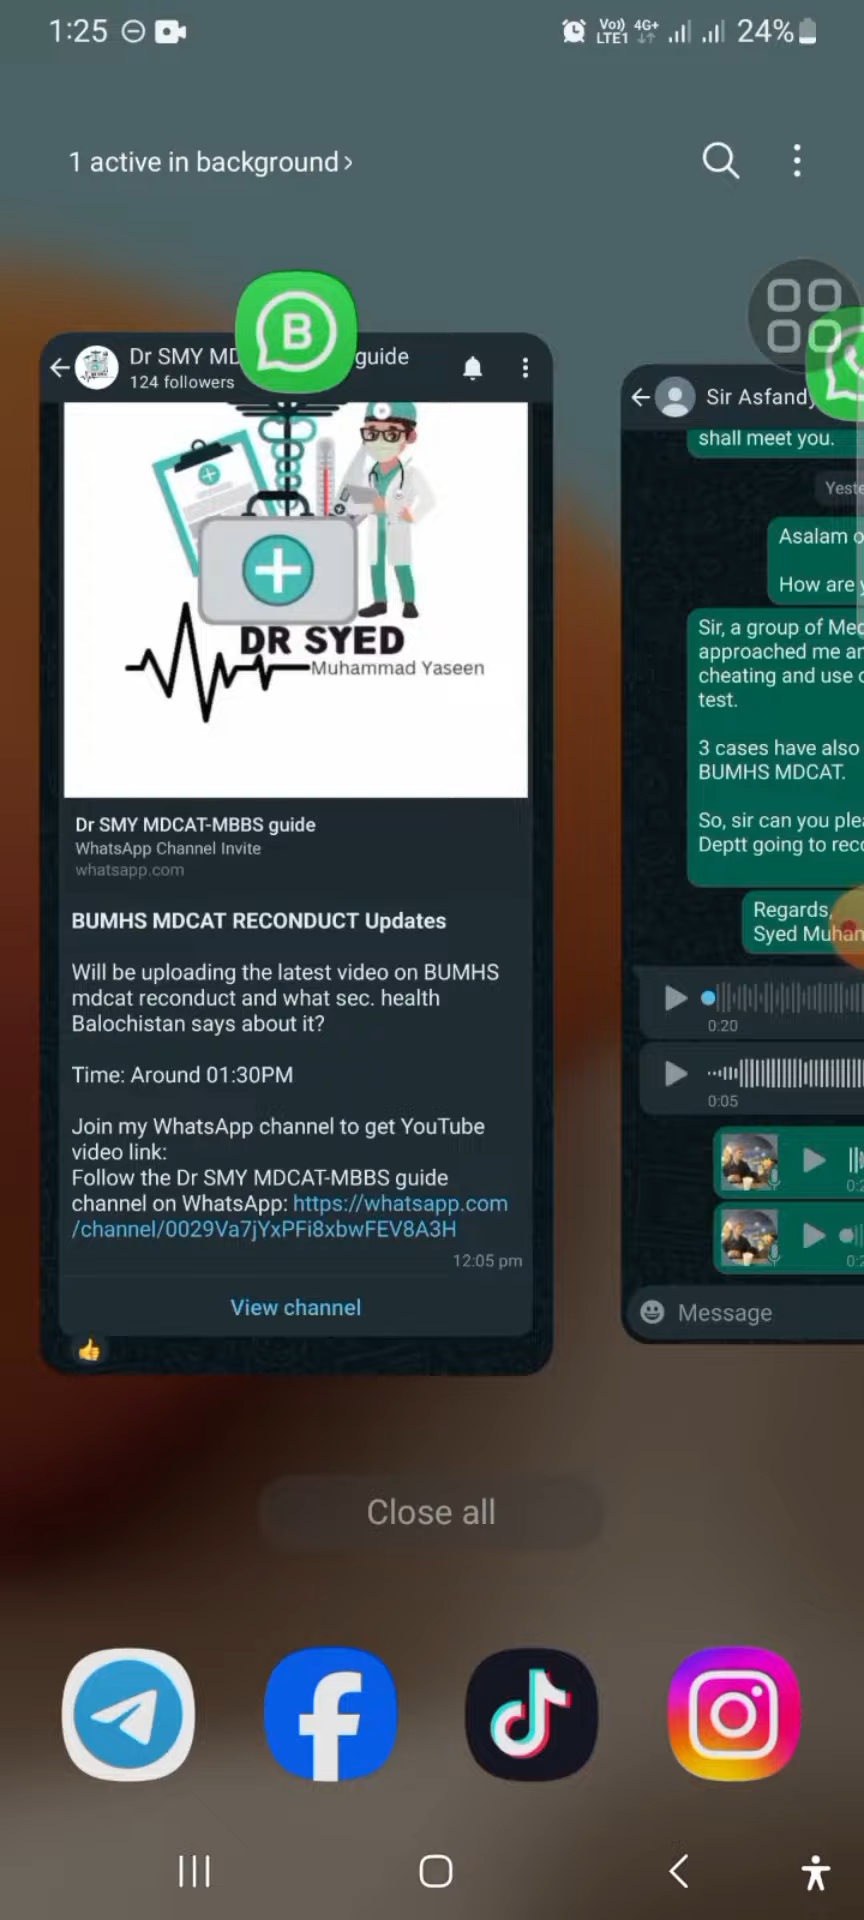 1:25
Vo)) LTE1 4G+ 24%
1 active in background >
Dr SMY MD guide
124 followers
B
DR SYED
Muhammad Yaseen
Dr SMY MDCAT-MBBS guide
WhatsApp Channel Invite
whatsapp.com
BUMHS MDCAT RECONDUCT Updates
Will be uploading the latest video on BUMHS
mdcat reconduct and what sec. health
Balochistan says about it?
Time: Around 01:30PM
Join my WhatsApp channel to get YouTube
video link:
Follow the Dr SMY MDCAT-MBBS guide
channel on WhatsApp: https://whatsapp.com
/channel/0029Va7jYxPFi8xbwFEV8A3H
12:05 pm
View channel
Sir Asfand
shall meet you.
Asalam
How are
Sir, a group of
approached me
cheating and use
test.
3 cases have also
BUMHS MDCAT.
So, sir can you
Deptt going to
Regards,
Syed
0:20
0:05
Message
Close all